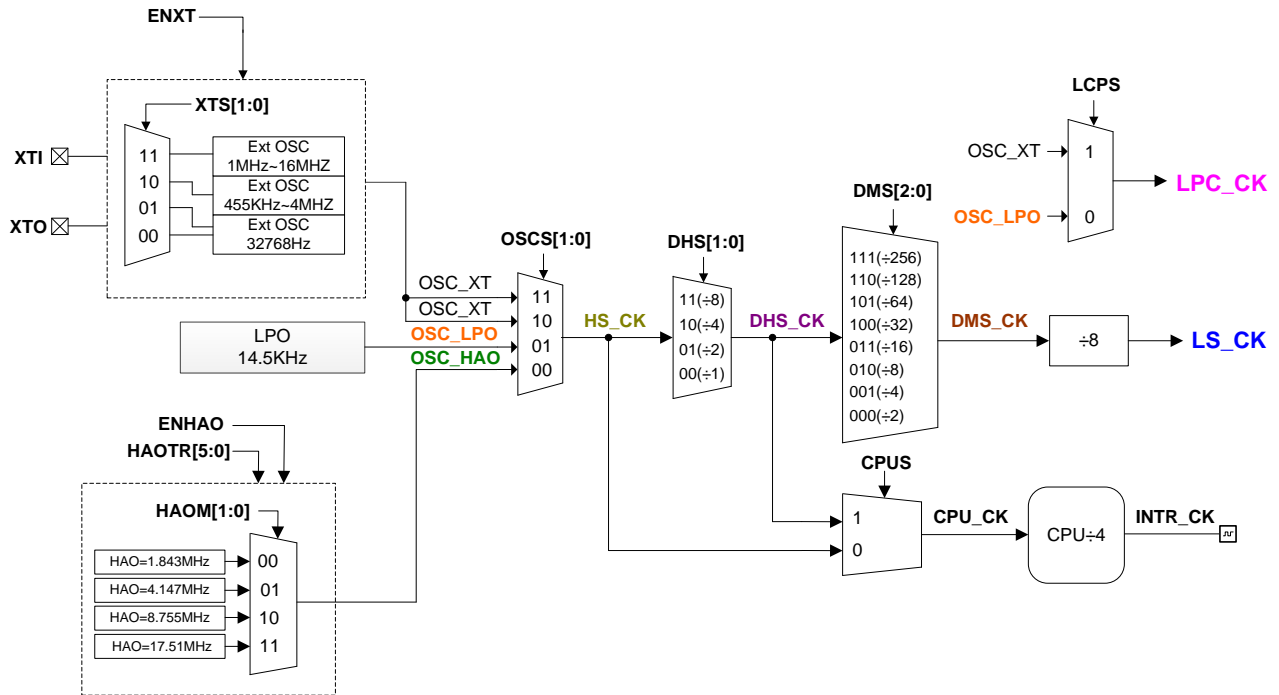 ENXT
XTS[1:0]
XTI
XTO
11
10
01
00
Ext OSC
1MHz~16MHZ
Ext OSC
455KHz~4MHZ
Ext OSC
32768Hz
LPO
14.5KHz
OSC_XT
OSC_XT
OSC_LPO
OSC_HAO
OSCS[1:0]
11
10
01
00
HS_CK
DHS[1:0]
11(÷8)
10(÷4)
01(÷2)
00(÷1)
DHS_CK
DMS[2:0]
111(÷256)
110(÷128)
101(÷64)
100(÷32)
011(÷16)
010(÷8)
001(÷4)
000(÷2)
DMS_CK
÷8
LS_CK
LCPS
OSC_XT
1
OSC_LPO
0
LPC_CK
ENHAO
HAOTR[5:0]
HAOM[1:0]
HAO=1.843MHz
00
HAO=4.147MHz
01
HAO=8.755MHz
10
HAO=17.51MHz
11
CPUS
1
0
CPU_CK
CPU÷4
INTR_CK